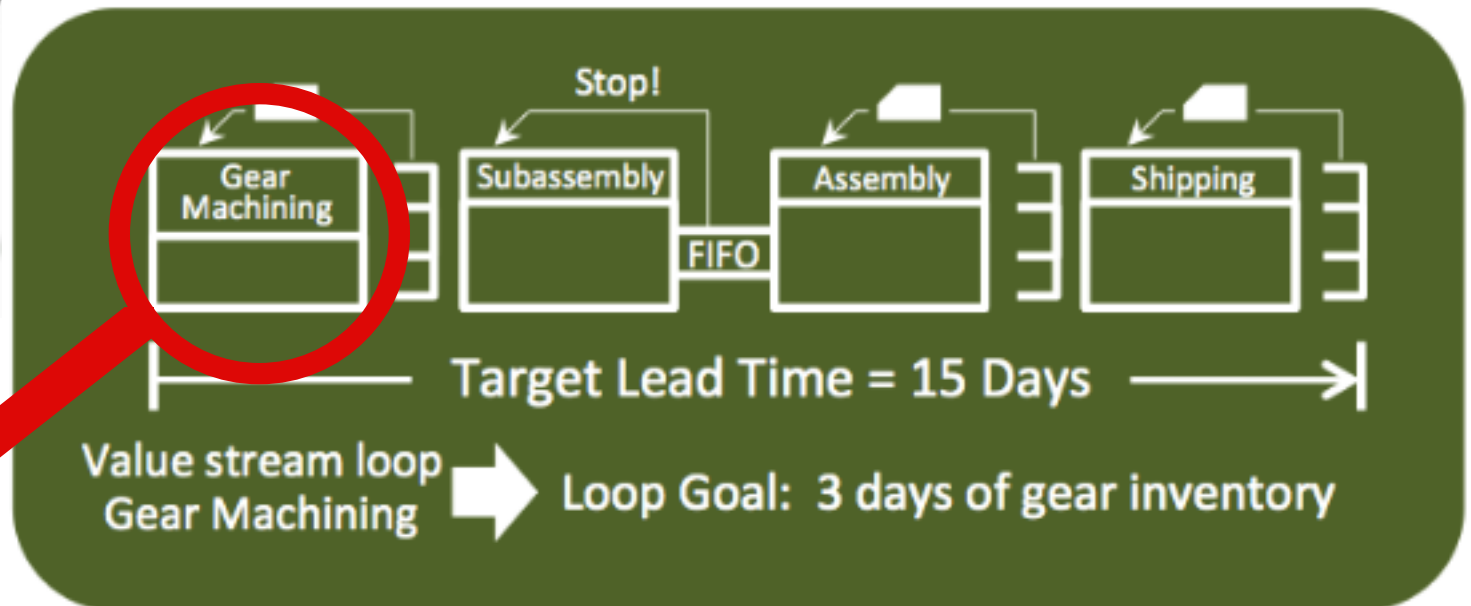 Stop!
Gear
Machining
Subassembly
FIFO
Assembly
Shipping
Target Lead Time = 15 Days
Value stream loop
Gear Machining
Loop Goal: 3 days of gear inventory